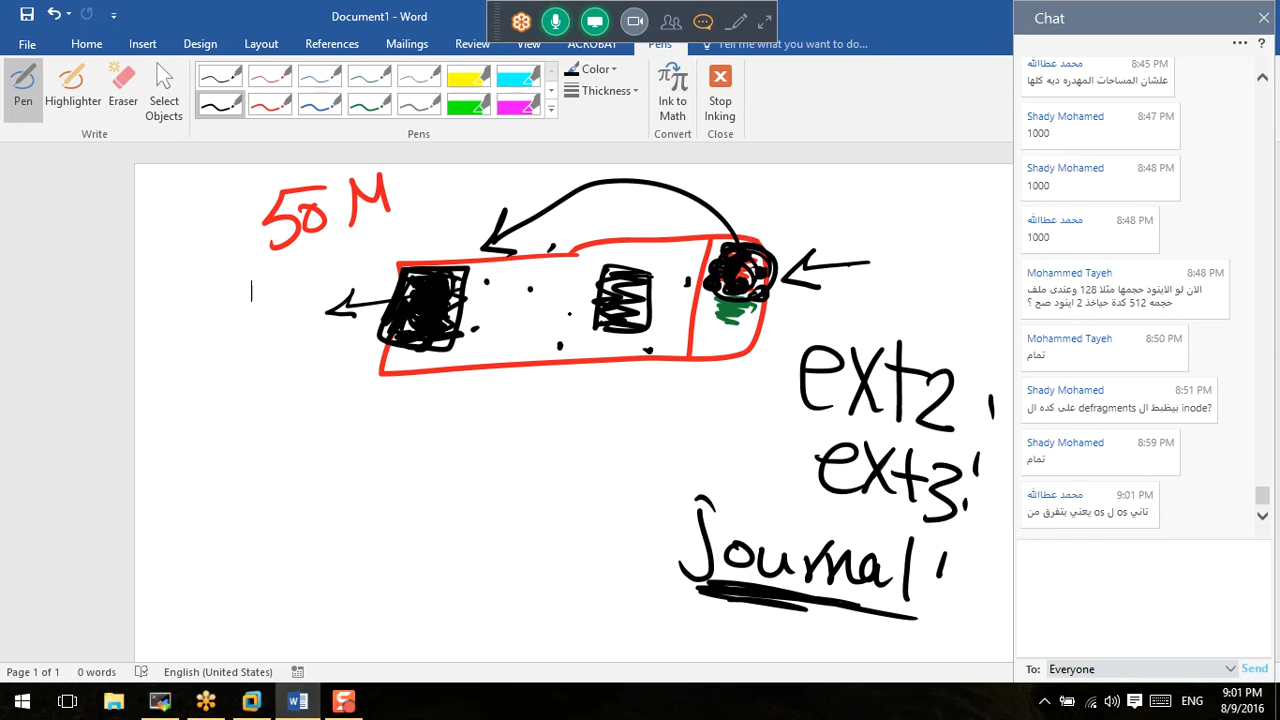 Document1 - Word
File
Home
Insert
Design
Layout
References
Mailings
Review
View
ACROBAT
Pens
Tell me what you want to do...
Pen
Highlighter
Eraser
Select
Objects
Color
Thickness
Ink to
Math
Stop
Inking
Write
Pens
Convert
Close
50 M
ext2
ext3
Journal
Page 1 of 1
0 words
English (United States)
Chat
محمد عطاالله
8:45 PM
علشان المساحات المهدره ديه كلها
Shady Mohamed
8:47 PM
1000
Shady Mohamed
8:48 PM
1000
محمد عطاالله
8:48 PM
1000
Mohammed Tayeh
8:48 PM
الان لو الاينود حجمها مثلا 128 وعندى ملف
حجمه 512 كدة حياخذ 2 اينود صح ؟
Mohammed Tayeh
8:50 PM
تمام
Shady Mohamed
8:51 PM
بيظبط ال defragments على كده ال inode?
Shady Mohamed
8:59 PM
تمام
محمد عطاالله
9:01 PM
يعني بتفرق من os ل os تاني
To:
Everyone
Send
ENG
9:01 PM
8/9/2016